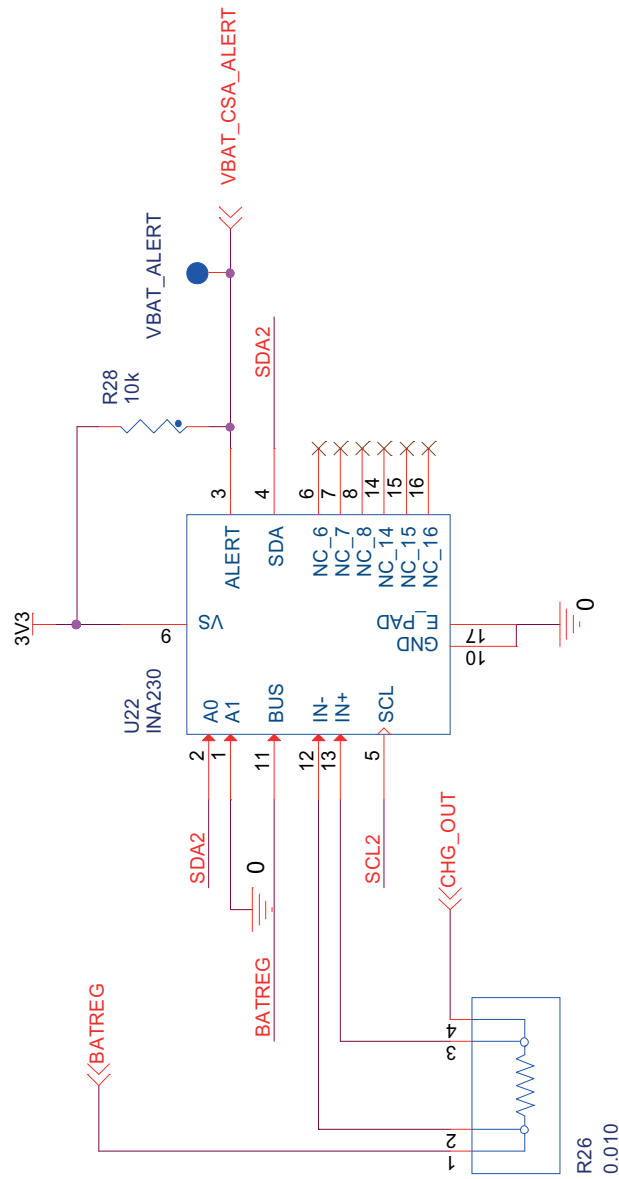 VBAT_CSA_ALERT
VBAT_ALERT
R28
10k
SDA2
3V3
3
4
6
7
8
14
15
16
9
ALERT
SDA
NC_6
NC_7
NC_8
NC_14
NC_15
NC_16
VS
E_PAD
GND
17
10
0
U22
INA230
A0
A1
BUS
IN-
IN+
SCL
2
1
11
12
13
5
SDA2
0
BATREG
SCL2
BATREG
CHG_OUT
1
2
3
4
R26
0.010